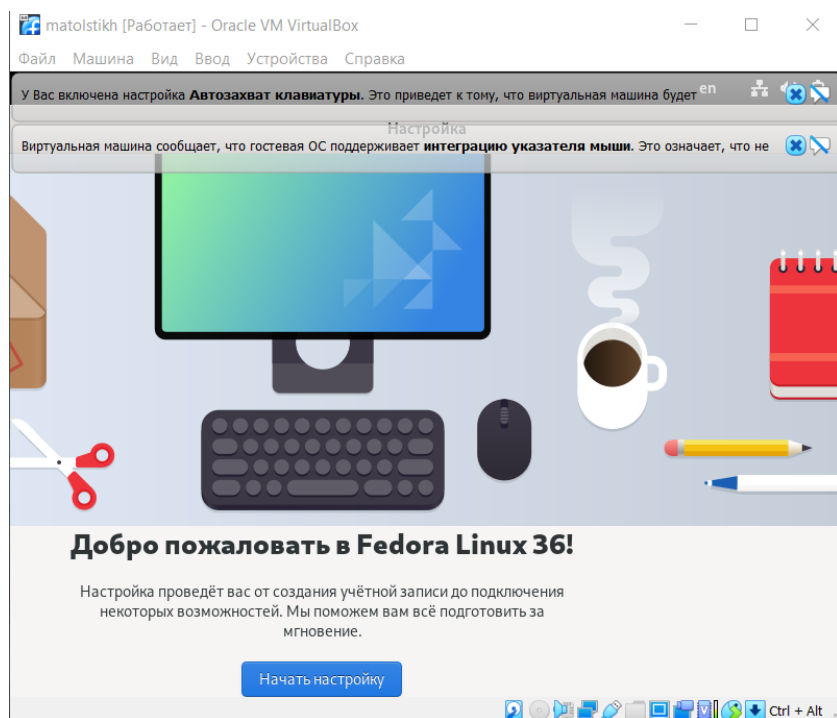 matolstikh [Работает] - Oracle VM VirtualBox
Файл Машина Вид Ввод Устройства Справка
У Вас включена настройка Автозахват клавиатуры. Это приведет к тому, что виртуальная машина будет en
Настройка
Виртуальная машина сообщает, что гостевая ОС поддерживает интеграцию указателя мыши. Это означает, что не
Добро пожаловать в Fedora Linux 36!
Настройка проведёт вас от создания учётной записи до подключения
некоторых возможностей. Мы поможем вам всё подготовить за
мгновение.
Начать настройку
Ctrl + Alt